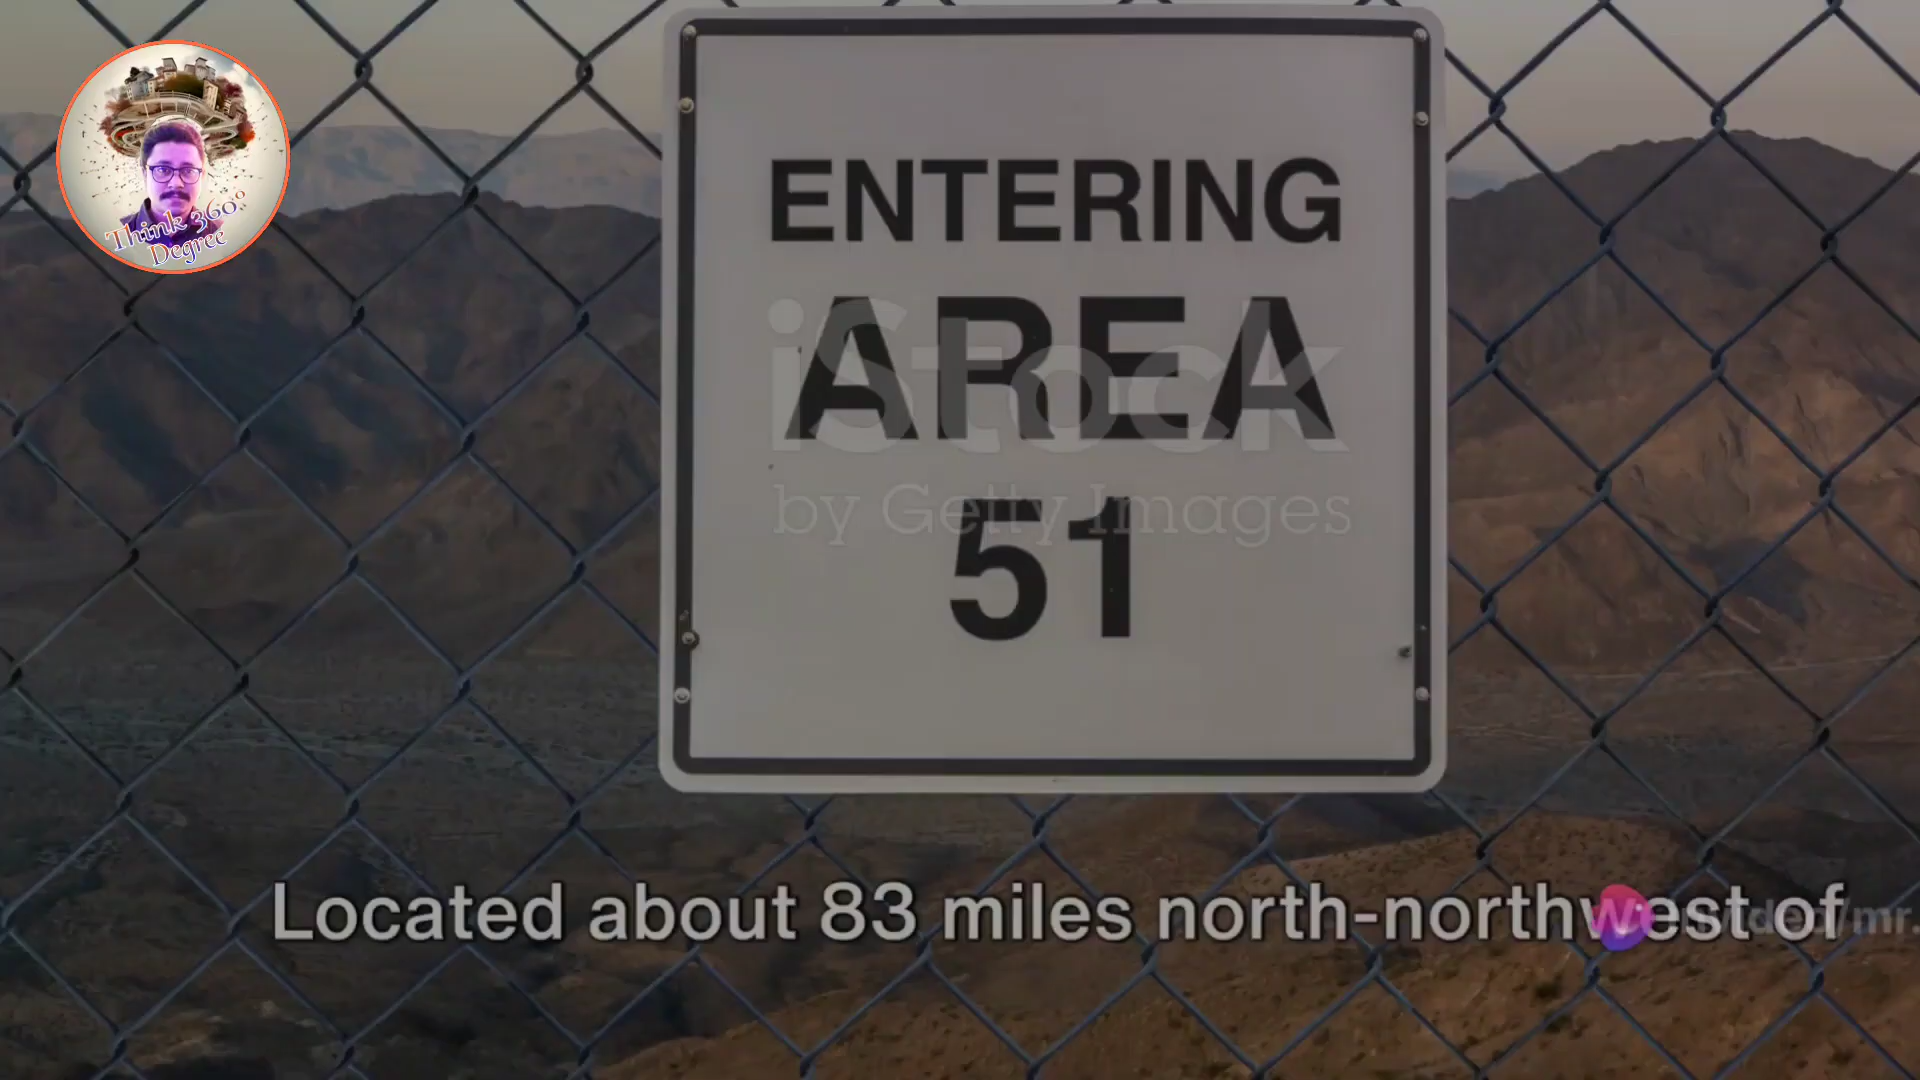 Think 360°
Degree
ENTERING
AREA
51
iStock
by Getty Images
Located about 83 miles north-northwest of